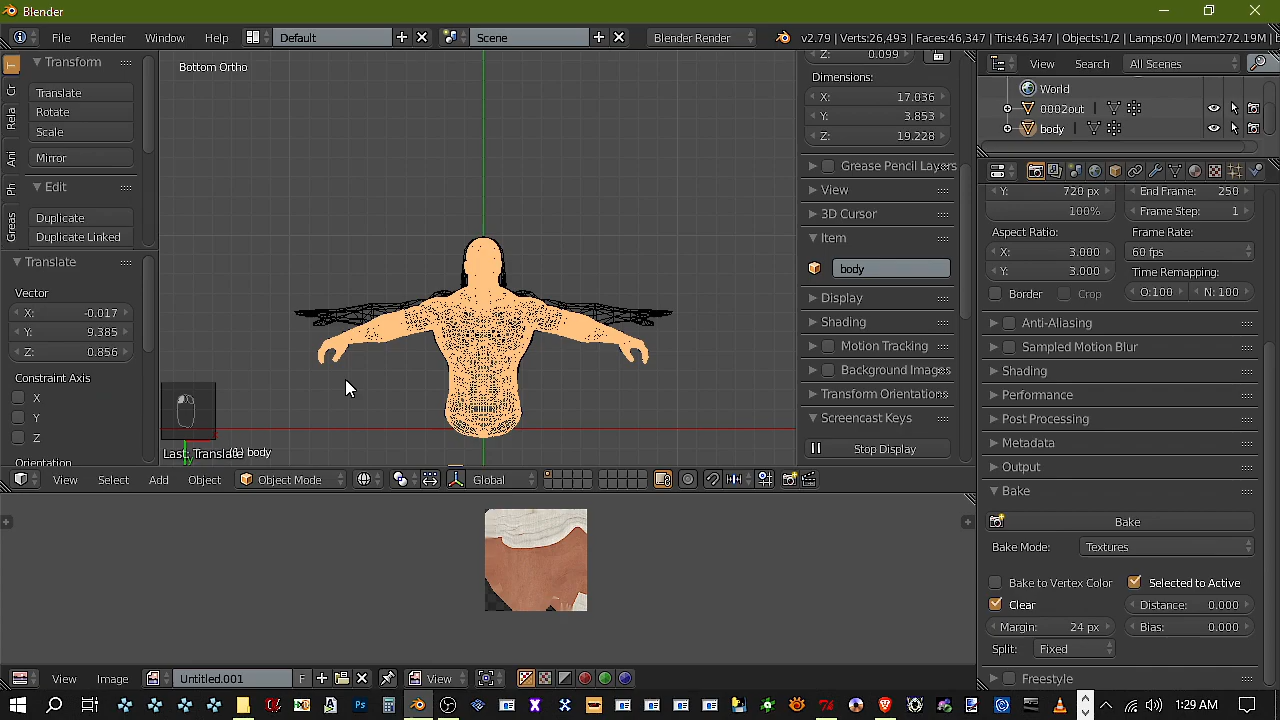 Blender
File Render Window Help Default Scene Blender Render v2.79 | Verts:26,493 | Faces:46,347 | Tris:46,347 | Objects:1/2 | Lamps:0/0 | Mem:272.19M
Transform
Translate
Rotate
Scale
Mirror
Edit
Duplicate
Duplicate Linked
Cr
Rela
Ani
Ph
Greas
Translate
Vector
X: -0.017
Y: 9.385
Z: 0.856
Constraint Axis
X
Y
Z
Orientation
Bottom Ortho
Last: Translate
(1) body
Z: 0.099
Dimensions:
X: 17.036
Y: 3.853
Z: 19.228
Grease Pencil Layers
View
3D Cursor
Item
body
Display
Shading
Motion Tracking
Background Images
Transform Orientations
Screencast Keys
Stop Display
View Search All Scenes
World
0002out
body
Y: 720 px End Frame: 250
100% Frame Step: 1
Aspect Ratio: Frame Rate:
X: 3.000 60 fps
Y: 3.000 Time Remapping:
Border Crop O:100 N: 100
Anti-Aliasing
Sampled Motion Blur
Shading
Performance
Post Processing
Metadata
Output
Bake
Bake
Bake Mode: Textures
Bake to Vertex Color Selected to Active
Clear Distance: 0.000
Margin: 24 px Bias: 0.000
Split: Fixed
Freestyle
View Select Add Object Object Mode Global
View Image Untitled.001 F View
1:29 AM